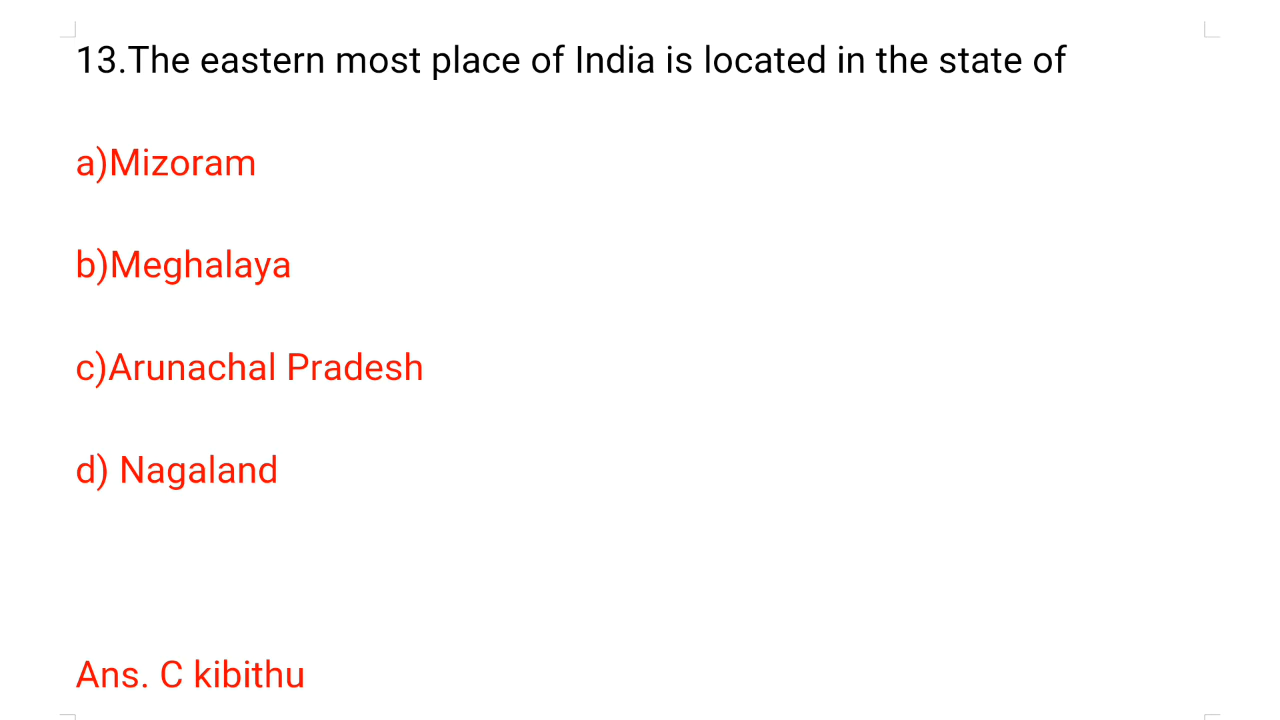 13.The eastern most place of India is located in the state of
a)Mizoram
b)Meghalaya
c)Arunachal Pradesh
d) Nagaland
Ans. C kibithu